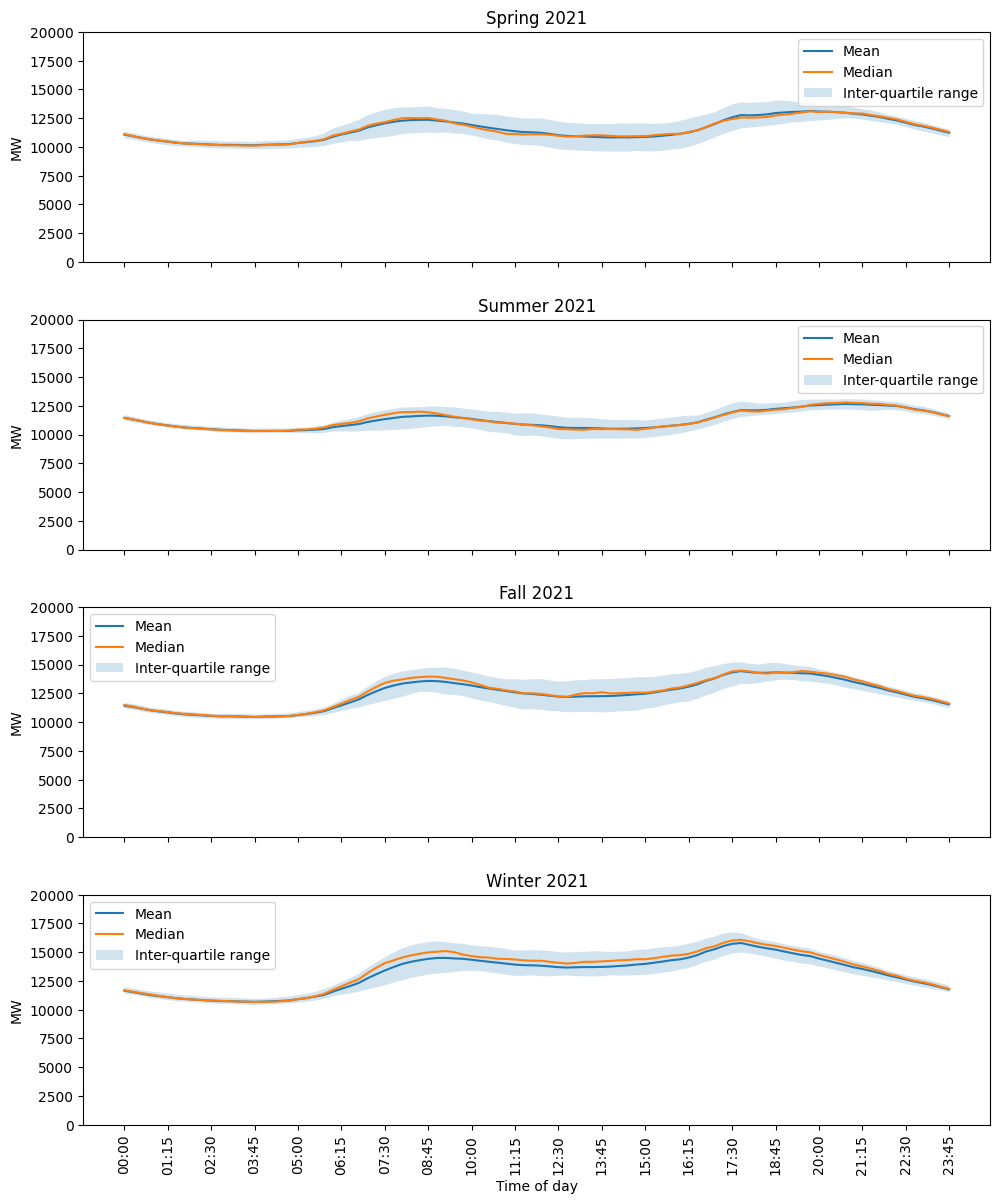 Spring 2021
20000
17500
15000
12500
10000
7500
5000
2500
0
MW
Mean
Median
Inter-quartile range
Summer 2021
20000
17500
15000
12500
10000
7500
5000
2500
0
MW
Mean
Median
Inter-quartile range
Fall 2021
20000
17500
15000
12500
10000
7500
5000
2500
0
MW
Mean
Median
Inter-quartile range
Winter 2021
20000
17500
15000
12500
10000
7500
5000
2500
0
MW
Mean
Median
Inter-quartile range
00:00
01:15
02:30
03:45
05:00
06:15
07:30
08:45
10:00
11:15
12:30
13:45
15:00
16:15
17:30
18:45
20:00
21:15
22:30
23:45
Time of day